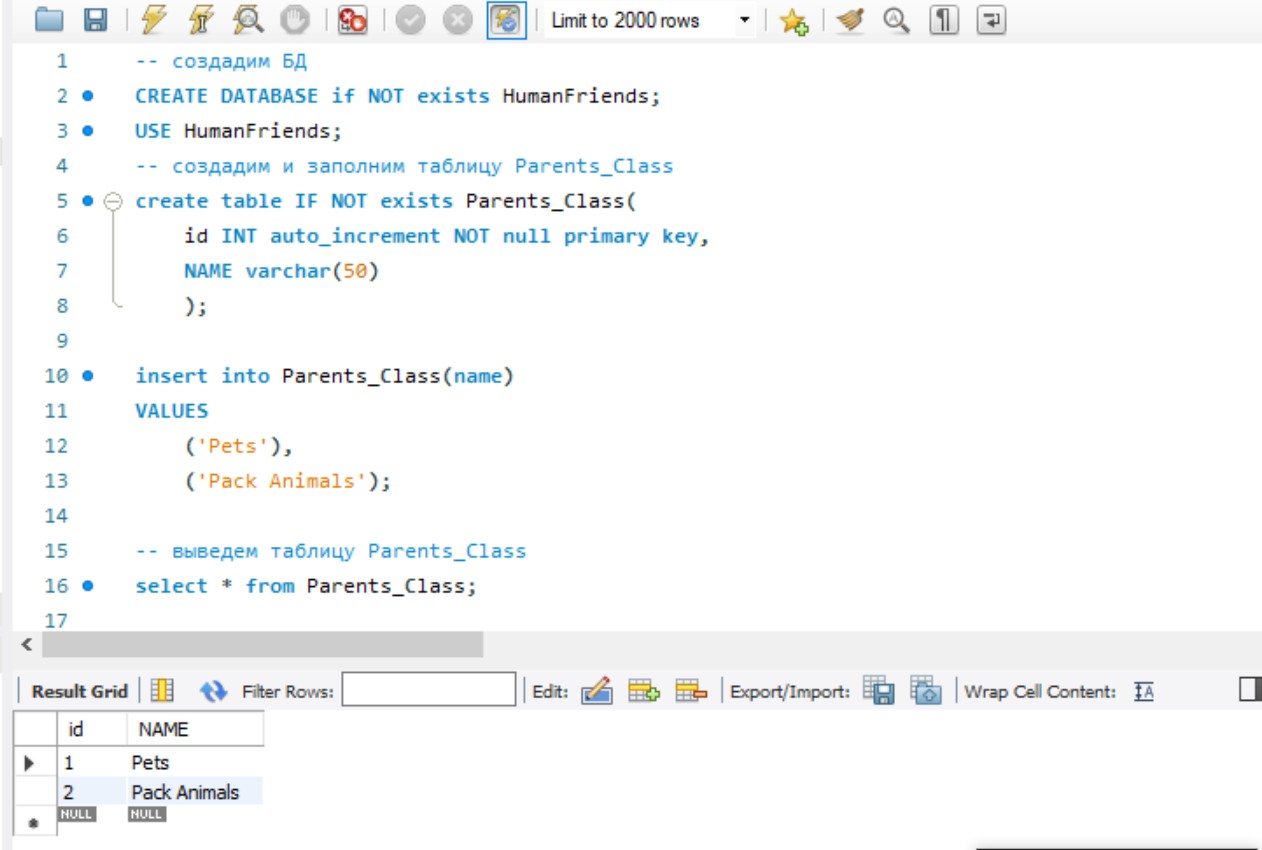 Limit to 2000 rows
1 -- создадим БД
2 CREATE DATABASE if NOT exists HumanFriends;
3 USE HumanFriends;
4 -- создадим и заполним таблицу Parents_Class
5 create table IF NOT exists Parents_Class(
6 id INT auto_increment NOT null primary key,
7 NAME varchar(50)
8 );
9
10 insert into Parents_Class(name)
11 VALUES
12 ('Pets'),
13 ('Pack Animals');
14
15 -- выведем таблицу Parents_Class
16 select * from Parents_Class;
17
Result Grid Filter Rows: Edit: Export/Import: Wrap Cell Content:
id NAME
1 Pets
2 Pack Animals
NULL NULL